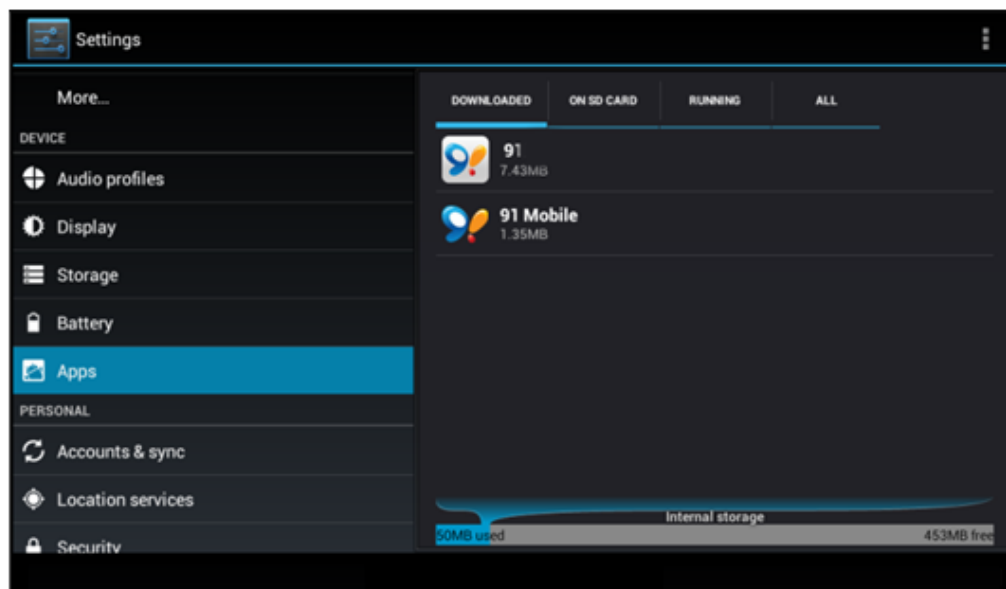 Settings
More...
DEVICE
Audio profiles
Display
Storage
Battery
Apps
PERSONAL
Accounts & sync
Location services
Security
DOWNLOADED ON SD CARD RUNNING ALL
91
7.43MB
91 Mobile
1.35MB
Internal storage
50MB used 453MB free